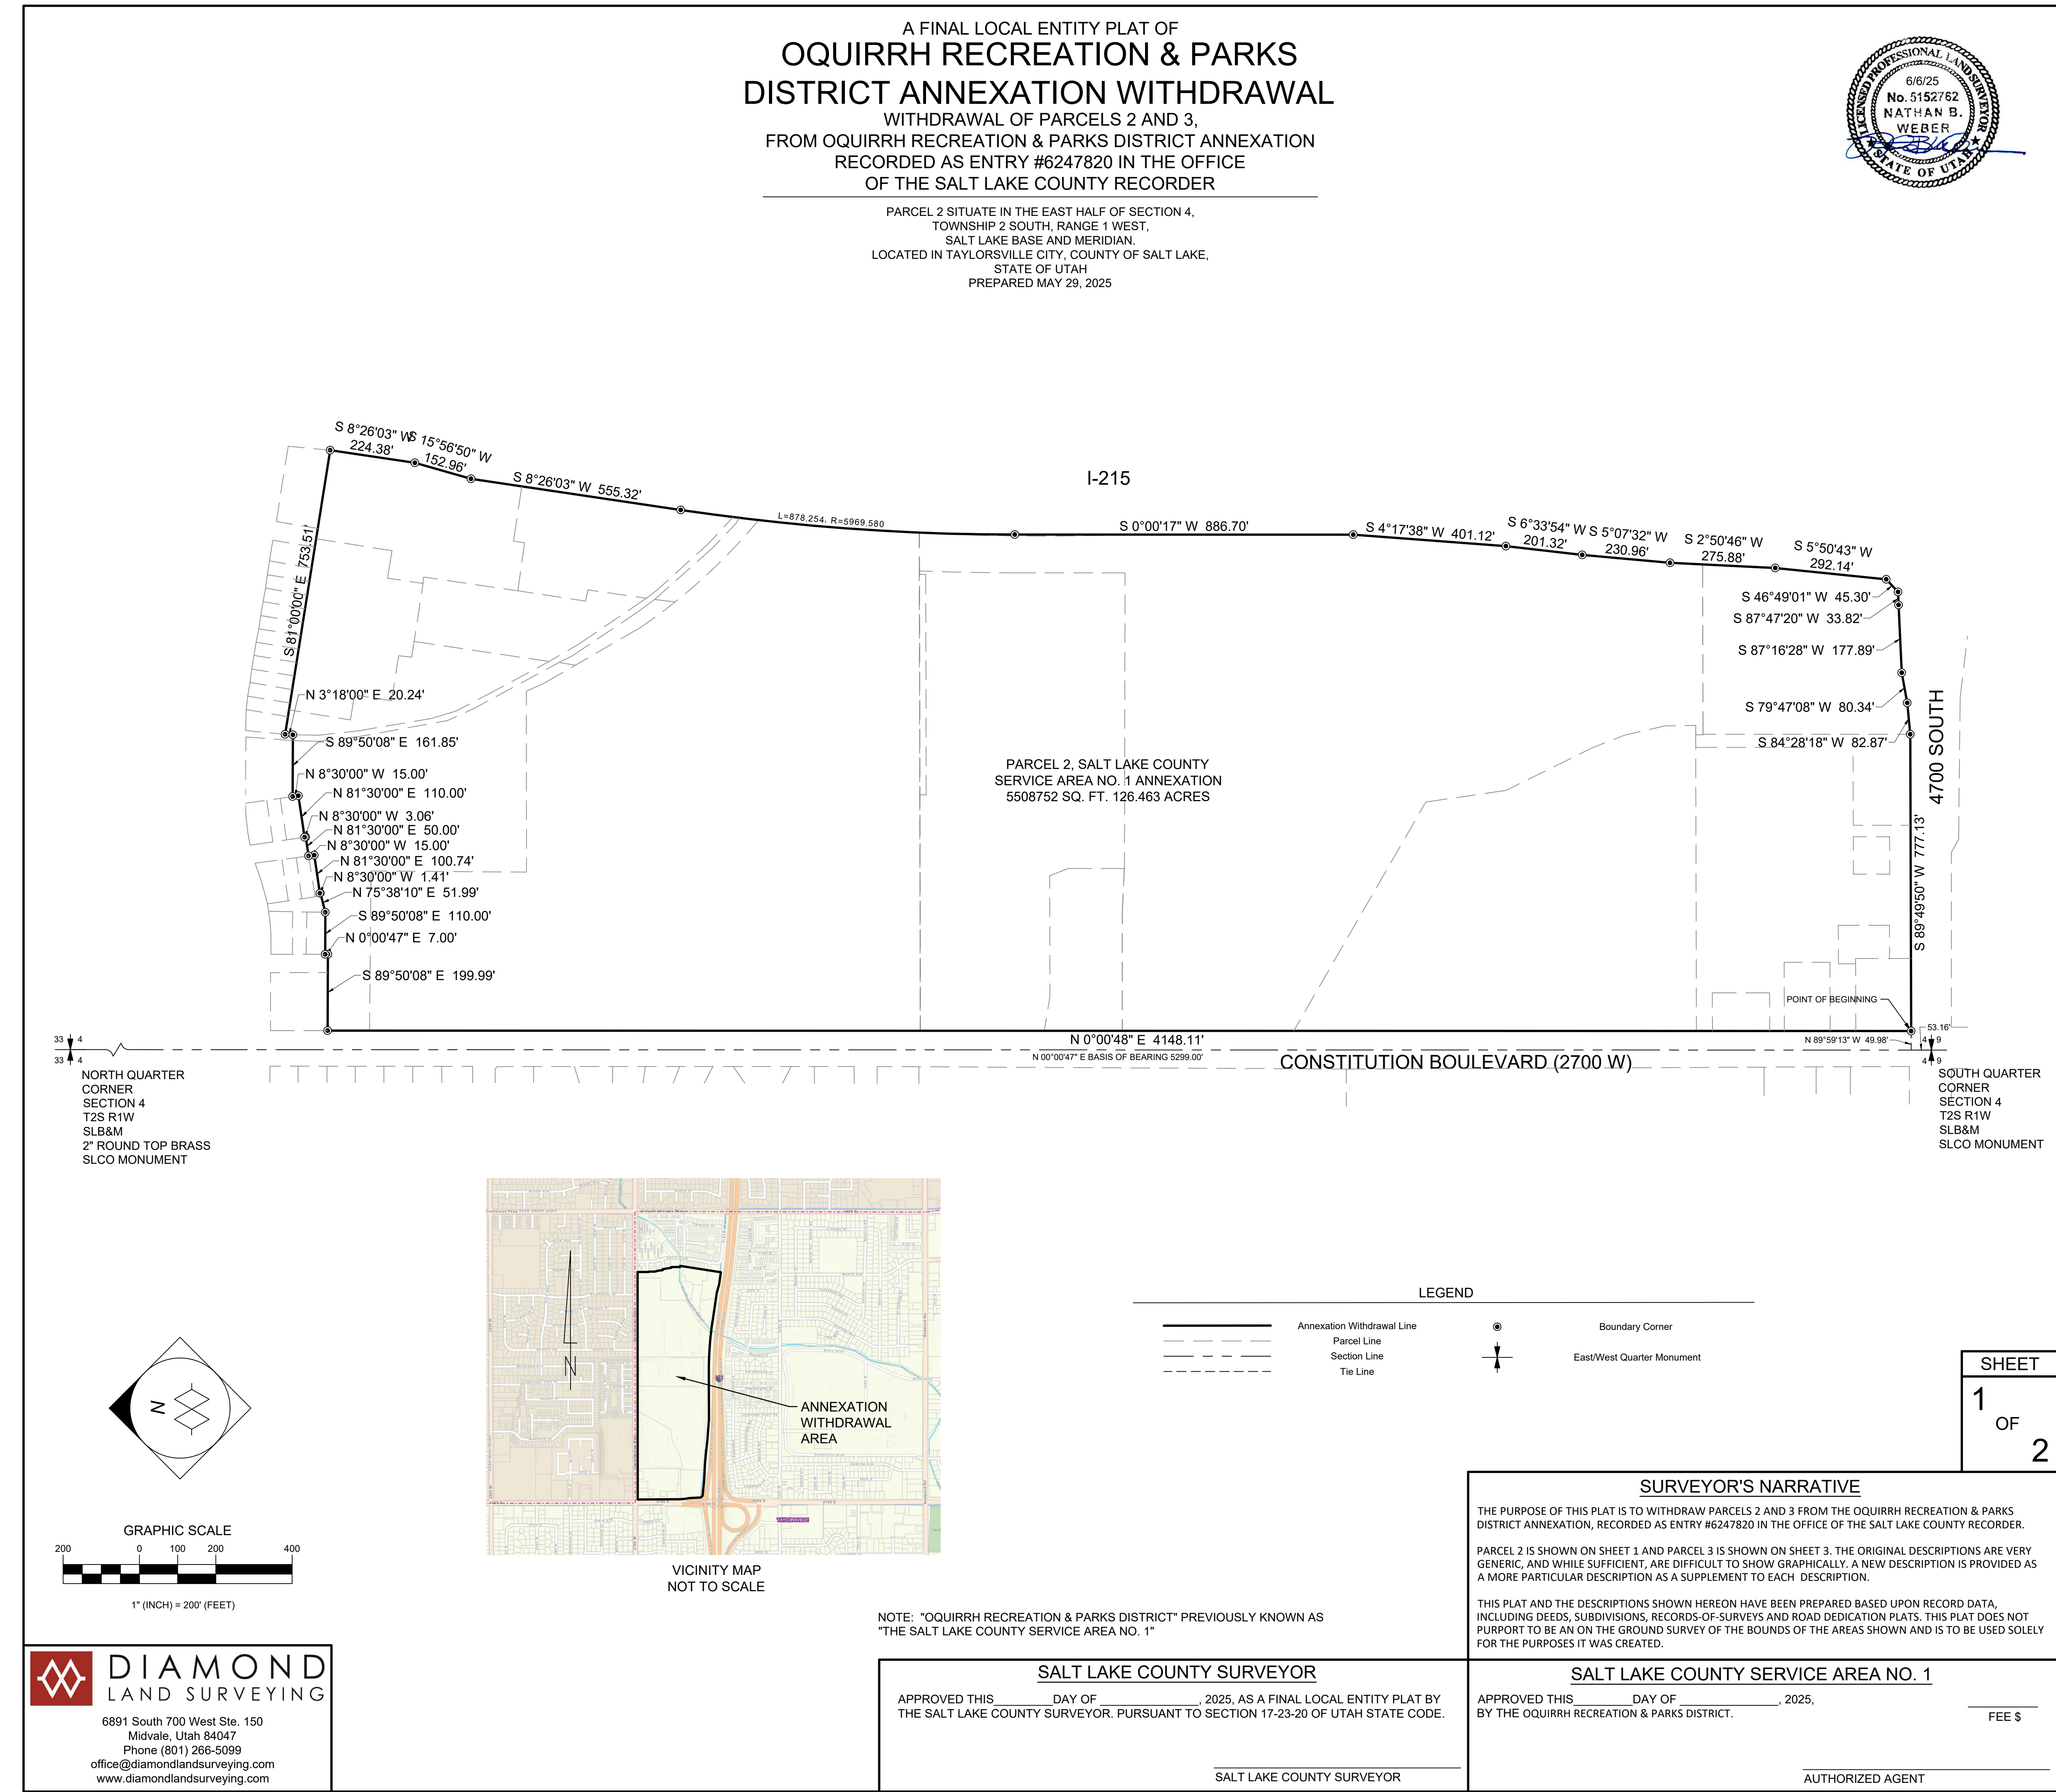 A FINAL LOCAL ENTITY PLAT OF
OQUIRRH RECREATION & PARKS
DISTRICT ANNEXATION WITHDRAWAL
WITHDRAWAL OF PARCELS 2 AND 3,
FROM OQUIRRH RECREATION & PARKS DISTRICT ANNEXATION
RECORDED AS ENTRY #6247820 IN THE OFFICE
OF THE SALT LAKE COUNTY RECORDER
PARCEL 2 SITUATE IN THE EAST HALF OF SECTION 4,
TOWNSHIP 2 SOUTH, RANGE 1 WEST,
SALT LAKE BASE AND MERIDIAN.
LOCATED IN TAYLORSVILLE CITY, COUNTY OF SALT LAKE,
STATE OF UTAH
PREPARED MAY 29, 2025
LICENSED PROFESSIONAL LAND SURVEYOR
6/6/25
No. 5152762
NATHAN B.
WEBER
STATE OF UTAH
S 8°26'03" W
224.38'
S 15°56'50" W
152.96'
S 8°26'03" W 555.32'
L=878.254, R=5969.580
I-215
S 0°00'17" W 886.70'
S 4°17'38" W 401.12'
S 6°33'54" W
201.32'
S 5°07'32" W
230.96'
S 2°50'46" W
275.88'
S 5°50'43" W
292.14'
S 46°49'01" W 45.30'
S 87°47'20" W 33.82'
S 87°16'28" W 177.89'
S 79°47'08" W 80.34'
S 84°28'18" W 82.87'
4700 SOUTH
S 89°49'50" W 777.13'
S 81°00'00" E 753.51'
N 3°18'00" E 20.24'
S 89°50'08" E 161.85'
N 8°30'00" W 15.00'
N 81°30'00" E 110.00'
N 8°30'00" W 3.06'
N 81°30'00" E 50.00'
N 8°30'00" W 15.00'
N 81°30'00" E 100.74'
N 8°30'00" W 1.41'
N 75°38'10" E 51.99'
S 89°50'08" E 110.00'
N 0°00'47" E 7.00'
S 89°50'08" E 199.99'
PARCEL 2, SALT LAKE COUNTY
SERVICE AREA NO. 1 ANNEXATION
5508752 SQ. FT. 126.463 ACRES
POINT OF BEGINNING
53.16'
N 89°59'13" W 49.98'
N 0°00'48" E 4148.11'
N 00°00'47" E BASIS OF BEARING 5299.00'
CONSTITUTION BOULEVARD (2700 W)
33 4
33 4
NORTH QUARTER
CORNER
SECTION 4
T2S R1W
SLB&M
2" ROUND TOP BRASS
SLCO MONUMENT
4 9
4 9
SOUTH QUARTER
CORNER
SECTION 4
T2S R1W
SLB&M
SLCO MONUMENT
N
ANNEXATION
WITHDRAWAL
AREA
TAYLORSVILLE
VICINITY MAP
NOT TO SCALE
LEGEND
Annexation Withdrawal Line
Parcel Line
Section Line
Tie Line
Boundary Corner
East/West Quarter Monument
N
GRAPHIC SCALE
200 0 100 200 400
1" (INCH) = 200' (FEET)
SHEET
1
OF
2
SURVEYOR'S NARRATIVE
THE PURPOSE OF THIS PLAT IS TO WITHDRAW PARCELS 2 AND 3 FROM THE OQUIRRH RECREATION & PARKS
DISTRICT ANNEXATION, RECORDED AS ENTRY #6247820 IN THE OFFICE OF THE SALT LAKE COUNTY RECORDER.
PARCEL 2 IS SHOWN ON SHEET 1 AND PARCEL 3 IS SHOWN ON SHEET 3. THE ORIGINAL DESCRIPTIONS ARE VERY
GENERIC, AND WHILE SUFFICIENT, ARE DIFFICULT TO SHOW GRAPHICALLY. A NEW DESCRIPTION IS PROVIDED AS
A MORE PARTICULAR DESCRIPTION AS A SUPPLEMENT TO EACH DESCRIPTION.
THIS PLAT AND THE DESCRIPTIONS SHOWN HEREON HAVE BEEN PREPARED BASED UPON RECORD DATA,
INCLUDING DEEDS, SUBDIVISIONS, RECORDS-OF-SURVEYS AND ROAD DEDICATION PLATS. THIS PLAT DOES NOT
PURPORT TO BE AN ON THE GROUND SURVEY OF THE BOUNDS OF THE AREAS SHOWN AND IS TO BE USED SOLELY
FOR THE PURPOSES IT WAS CREATED.
NOTE: "OQUIRRH RECREATION & PARKS DISTRICT" PREVIOUSLY KNOWN AS
"THE SALT LAKE COUNTY SERVICE AREA NO. 1"
DIAMOND
LAND SURVEYING
6891 South 700 West Ste. 150
Midvale, Utah 84047
Phone (801) 266-5099
office@diamondlandsurveying.com
www.diamondlandsurveying.com
SALT LAKE COUNTY SURVEYOR
APPROVED THIS_________DAY OF _______________, 2025, AS A FINAL LOCAL ENTITY PLAT BY
THE SALT LAKE COUNTY SURVEYOR. PURSUANT TO SECTION 17-23-20 OF UTAH STATE CODE.
SALT LAKE COUNTY SURVEYOR
SALT LAKE COUNTY SERVICE AREA NO. 1
APPROVED THIS_________DAY OF _______________, 2025,
BY THE OQUIRRH RECREATION & PARKS DISTRICT.
FEE $
AUTHORIZED AGENT